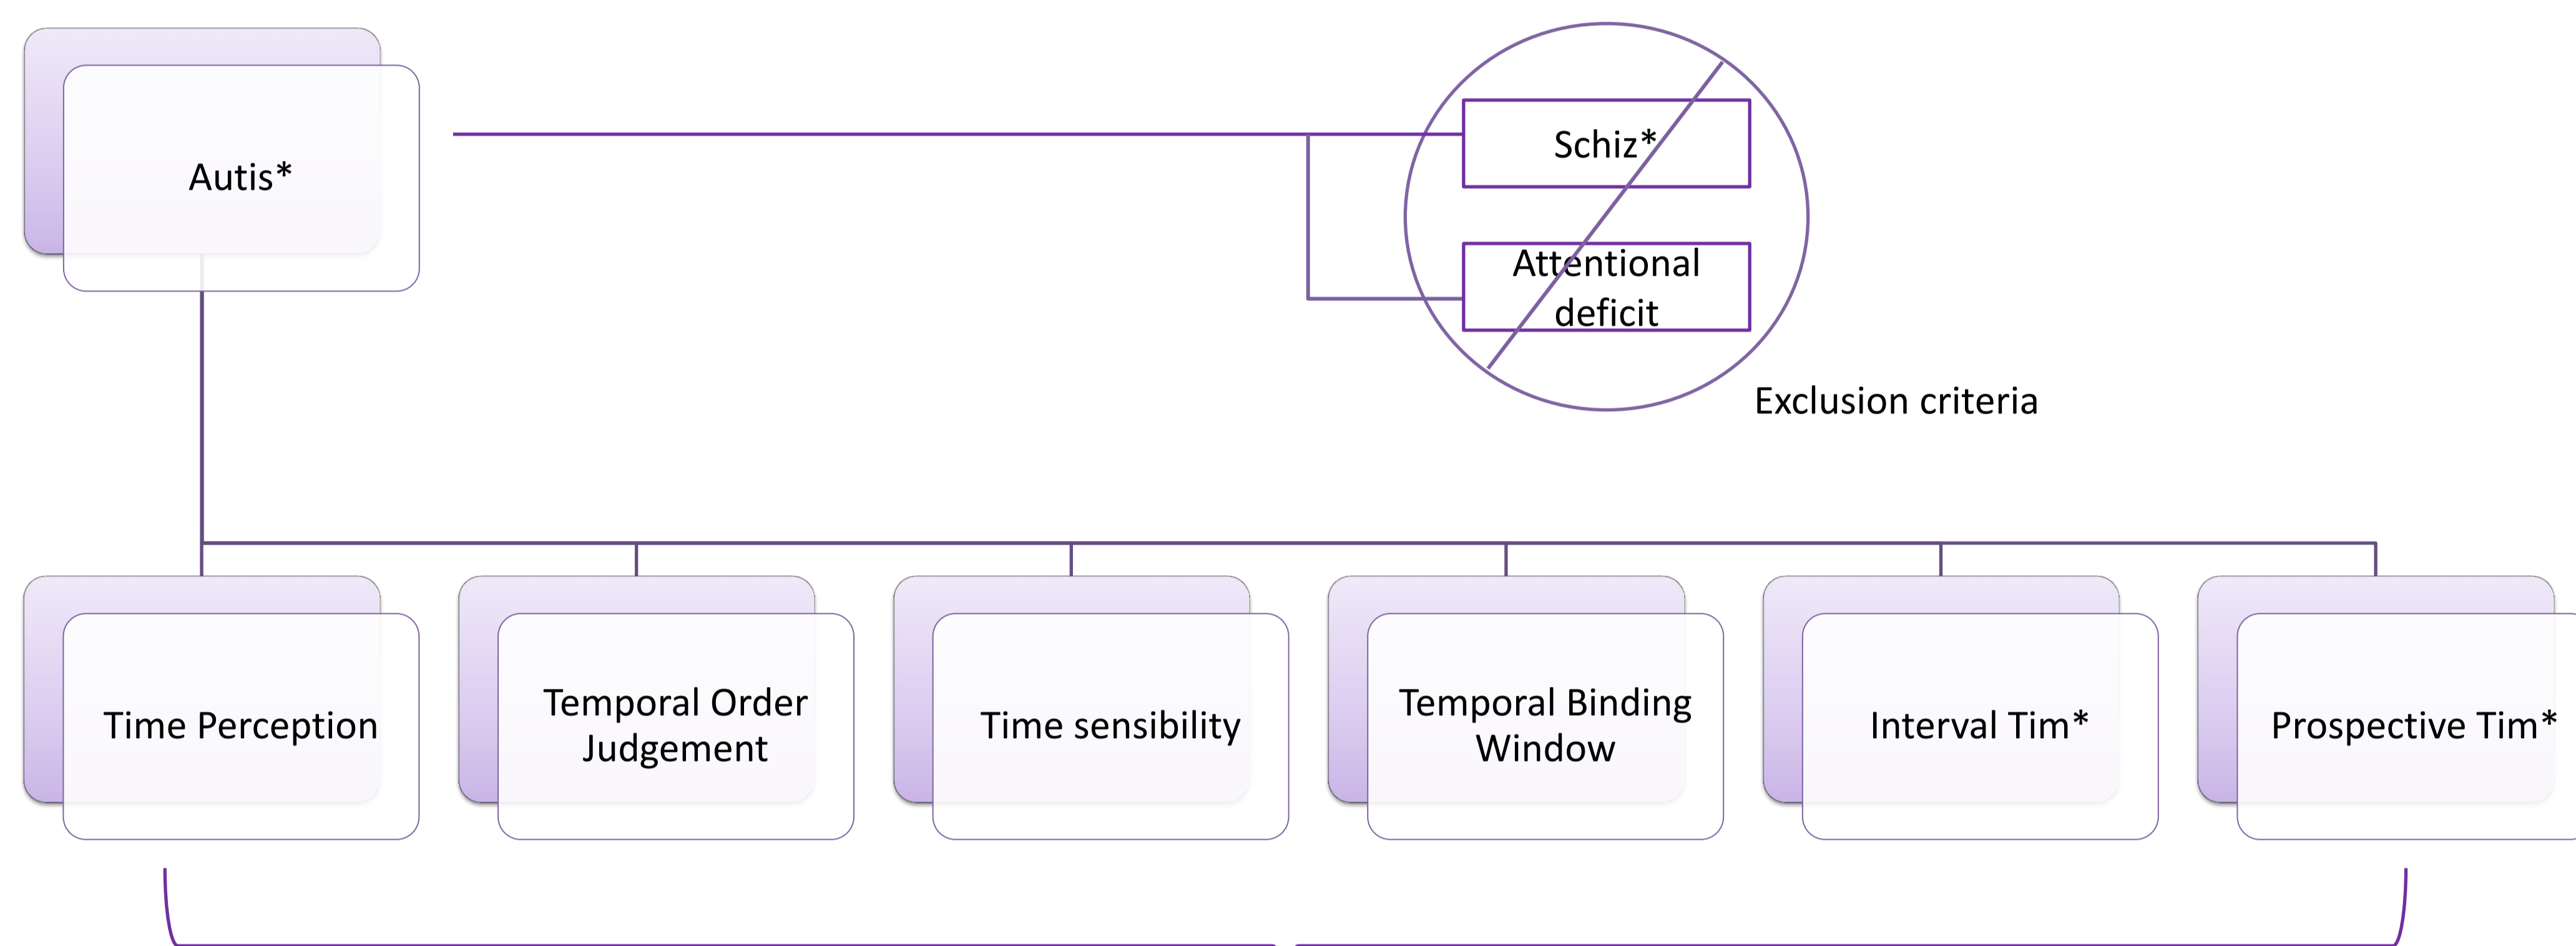 Autis*
Schiz*
Attentional
deficit
Exclusion criteria
Time Perception
Temporal Order
Judgement
Time sensibility
Temporal Binding
Window
Interval Tim*
Prospective Tim*